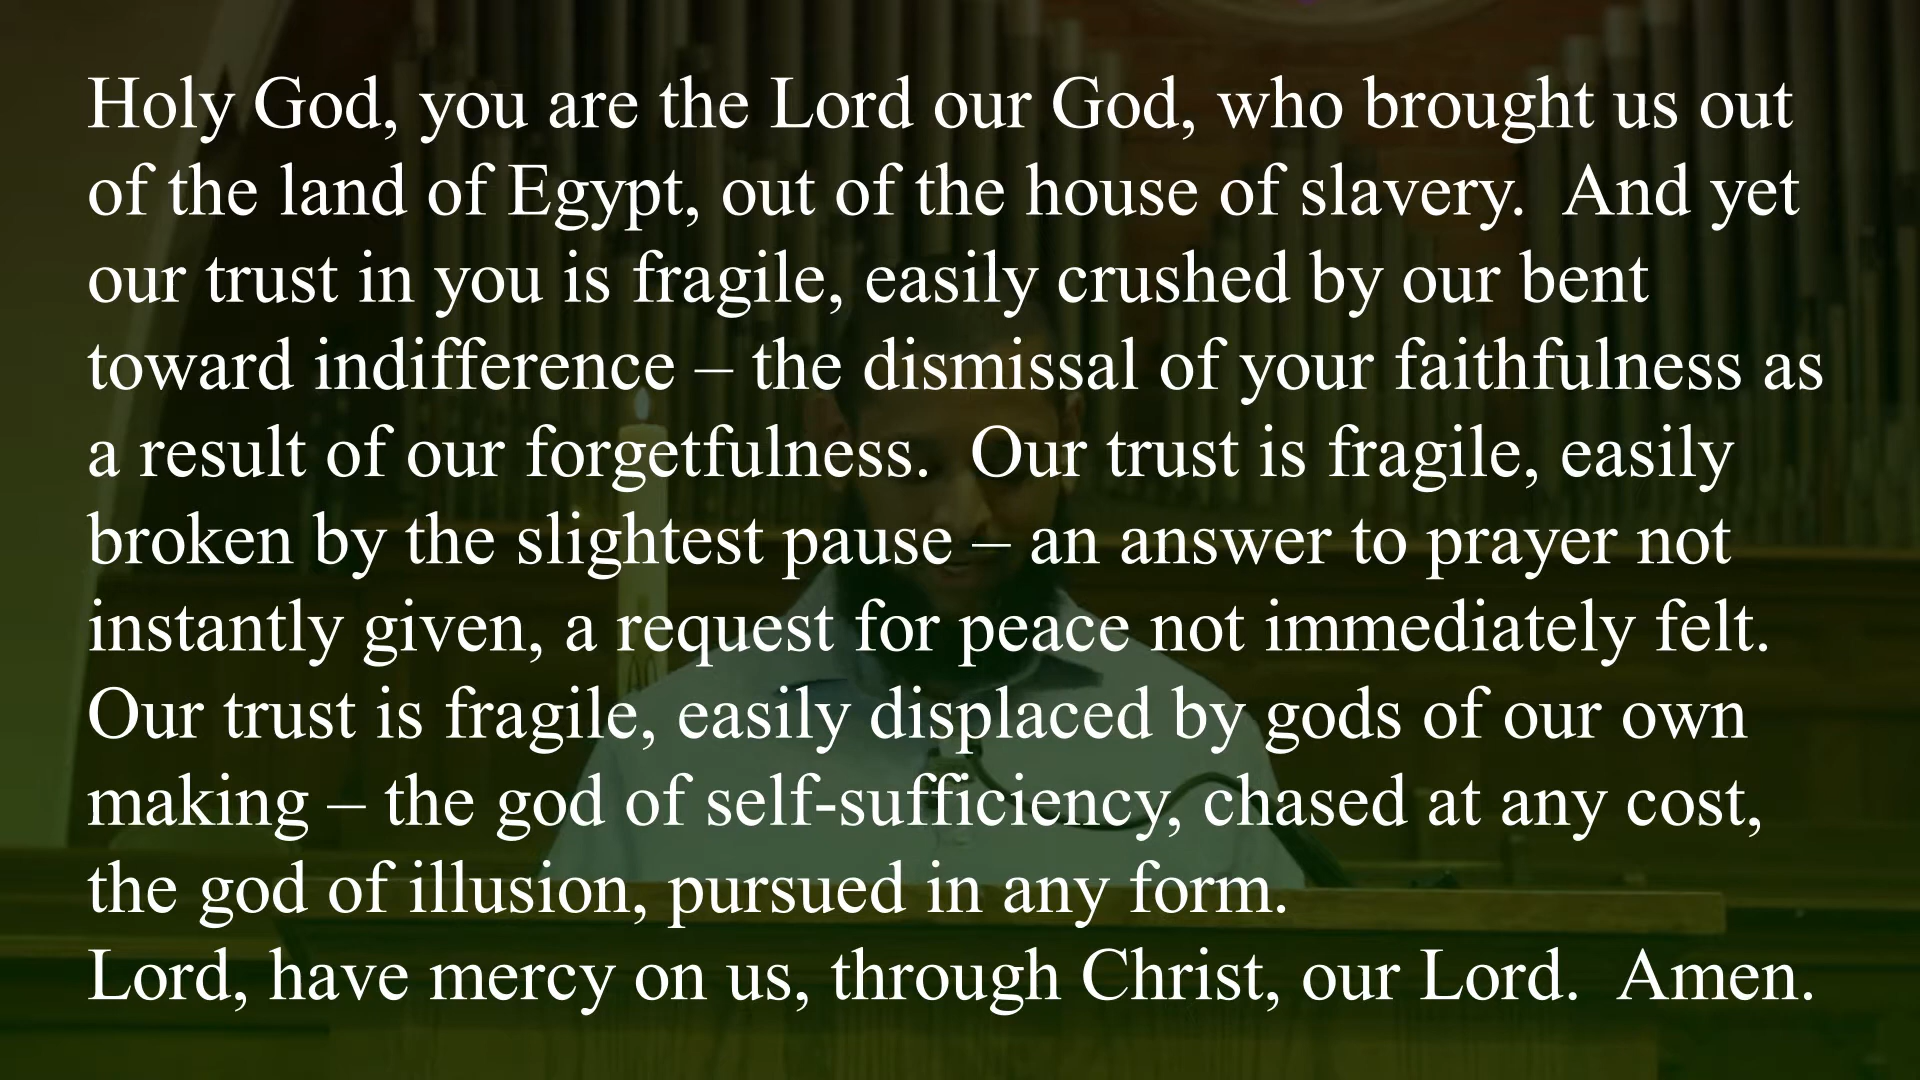 Holy God, you are the Lord our God, who brought us out
of the land of Egypt, out of the house of slavery.  And yet
our trust in you is fragile, easily crushed by our bent
toward indifference – the dismissal of your faithfulness as
a result of our forgetfulness.  Our trust is fragile, easily
broken by the slightest pause – an answer to prayer not
instantly given, a request for peace not immediately felt.
Our trust is fragile, easily displaced by gods of our own
making – the god of self-sufficiency, chased at any cost,
the god of illusion, pursued in any form.
Lord, have mercy on us, through Christ, our Lord.  Amen.